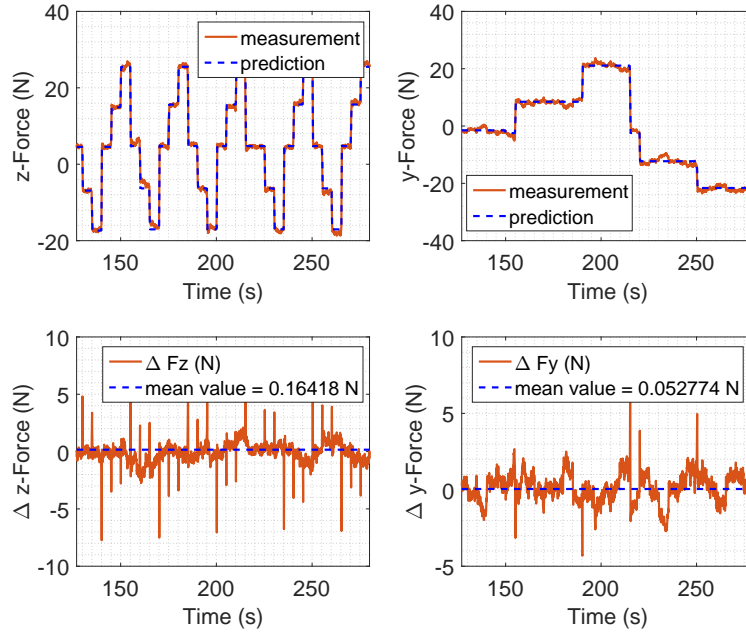 40
20
0
-20
z-Force (N)
measurement
prediction
150
200
250
Time (s)
40
20
0
-20
-40
y-Force (N)
measurement
prediction
150
200
250
Time (s)
10
5
0
-5
-10
Δ z-Force (N)
Δ Fz (N)
mean value = 0.16418 N
150
200
250
Time (s)
10
5
0
-5
Δ y-Force (N)
Δ Fy (N)
mean value = 0.052774 N
150
200
250
Time (s)